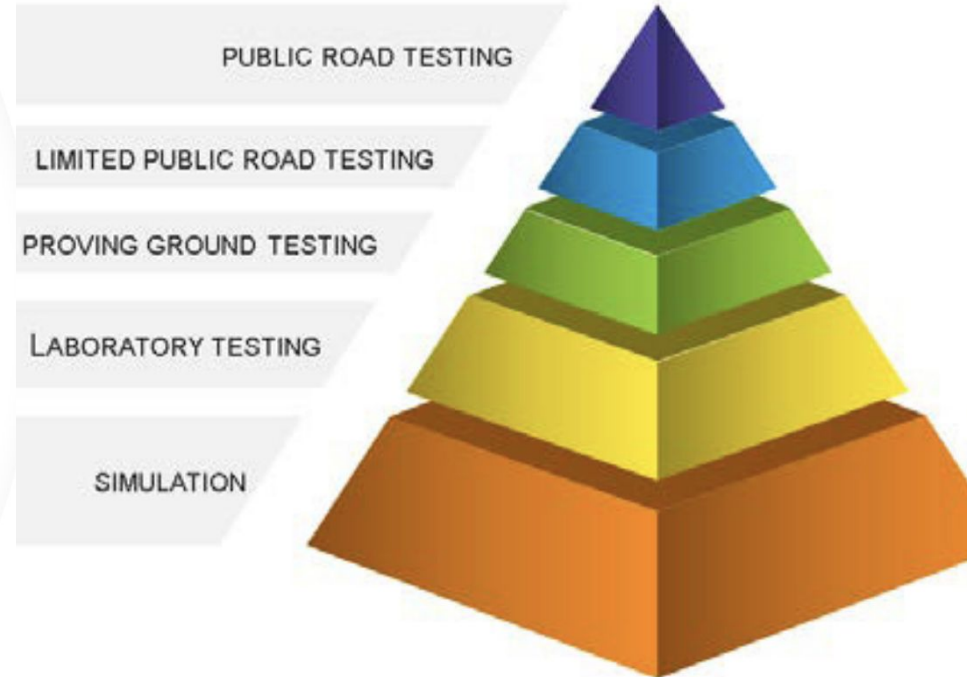 PUBLIC ROAD TESTING
LIMITED PUBLIC ROAD TESTING
PROVING GROUND TESTING
LABORATORY TESTING
SIMULATION